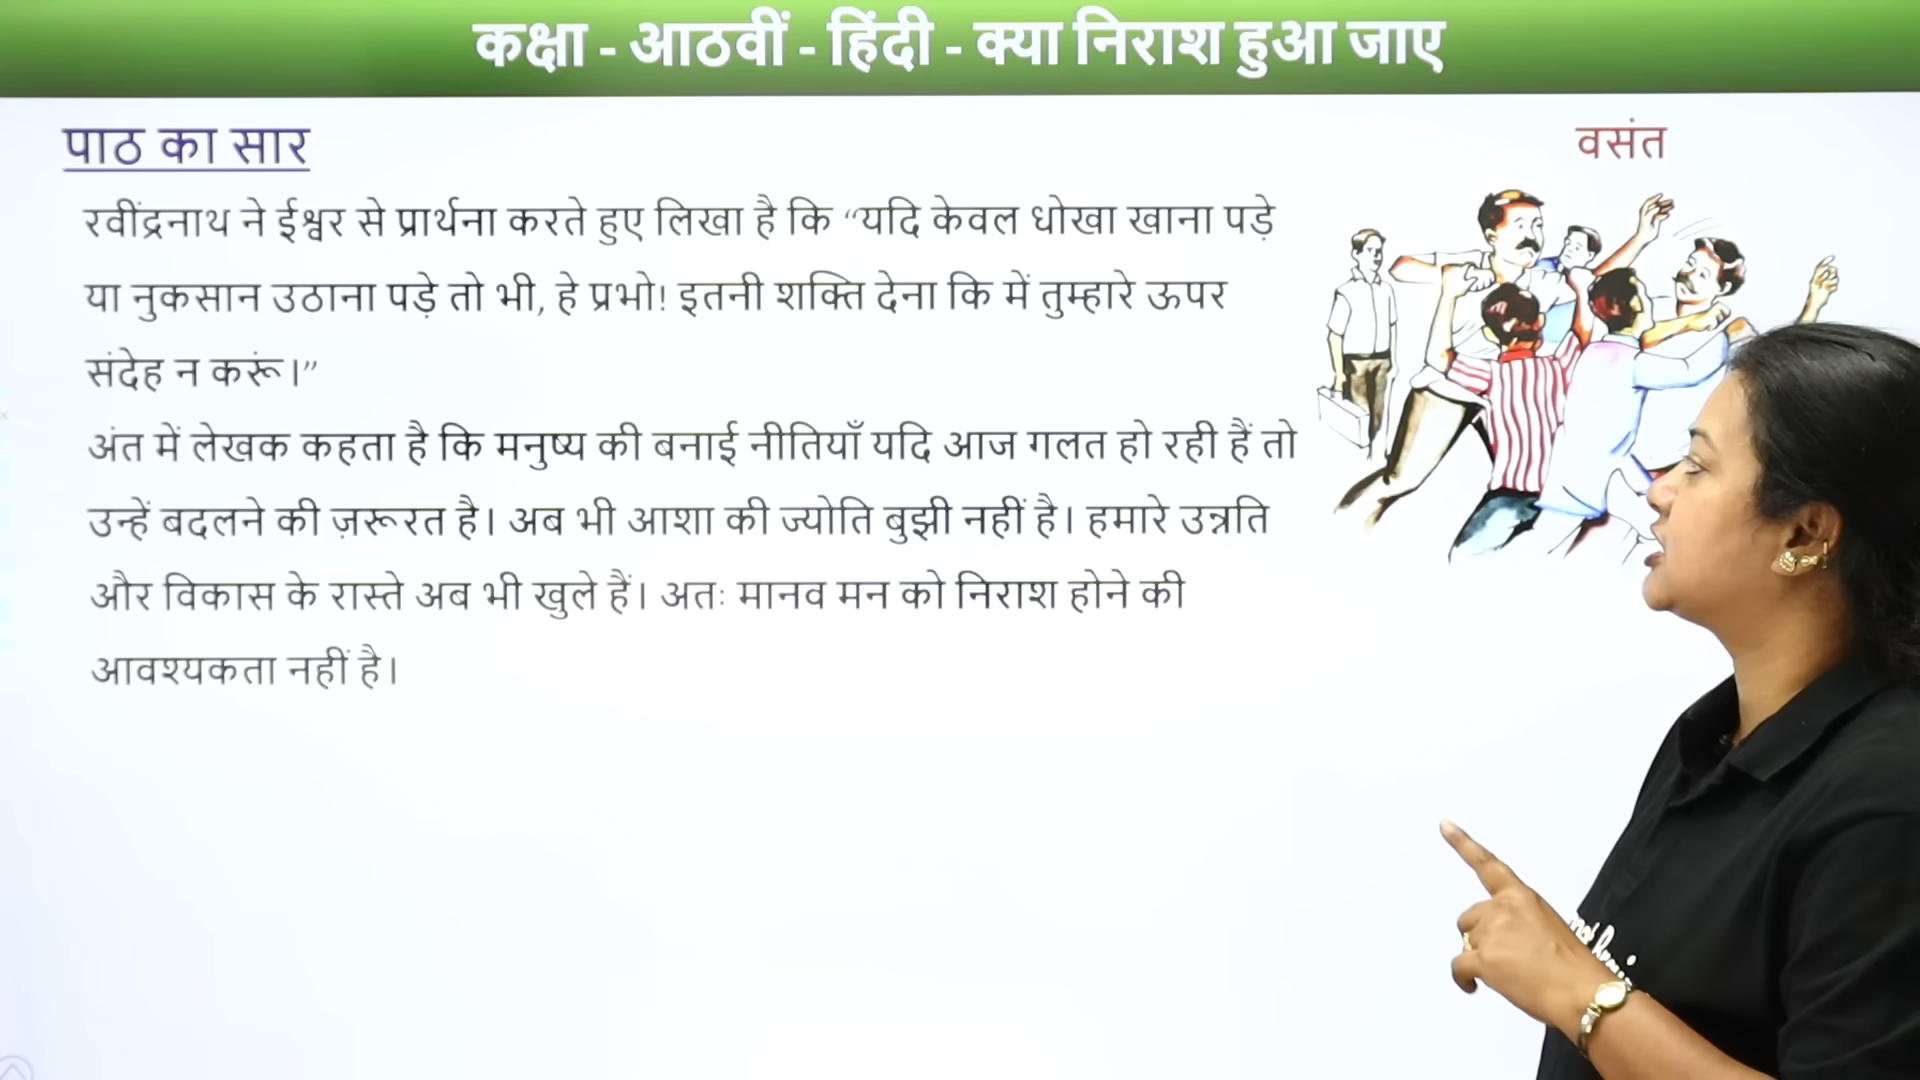 कक्षा - आठवीं - हिंदी - क्या निराश हुआ जाए
पाठ का सार
वसंत
रवींद्रनाथ ने ईश्वर से प्रार्थना करते हुए लिखा है कि “यदि केवल धोखा खाना पड़े
या नुकसान उठाना पड़े तो भी, हे प्रभो! इतनी शक्ति देना कि में तुम्हारे ऊपर
संदेह न करूं।”
अंत में लेखक कहता है कि मनुष्य की बनाई नीतियाँ यदि आज गलत हो रही हैं तो
उन्हें बदलने की ज़रूरत है। अब भी आशा की ज्योति बुझी नहीं है। हमारे उन्नति
और विकास के रास्ते अब भी खुले हैं। अतः मानव मन को निराश होने की
आवश्यकता नहीं है।